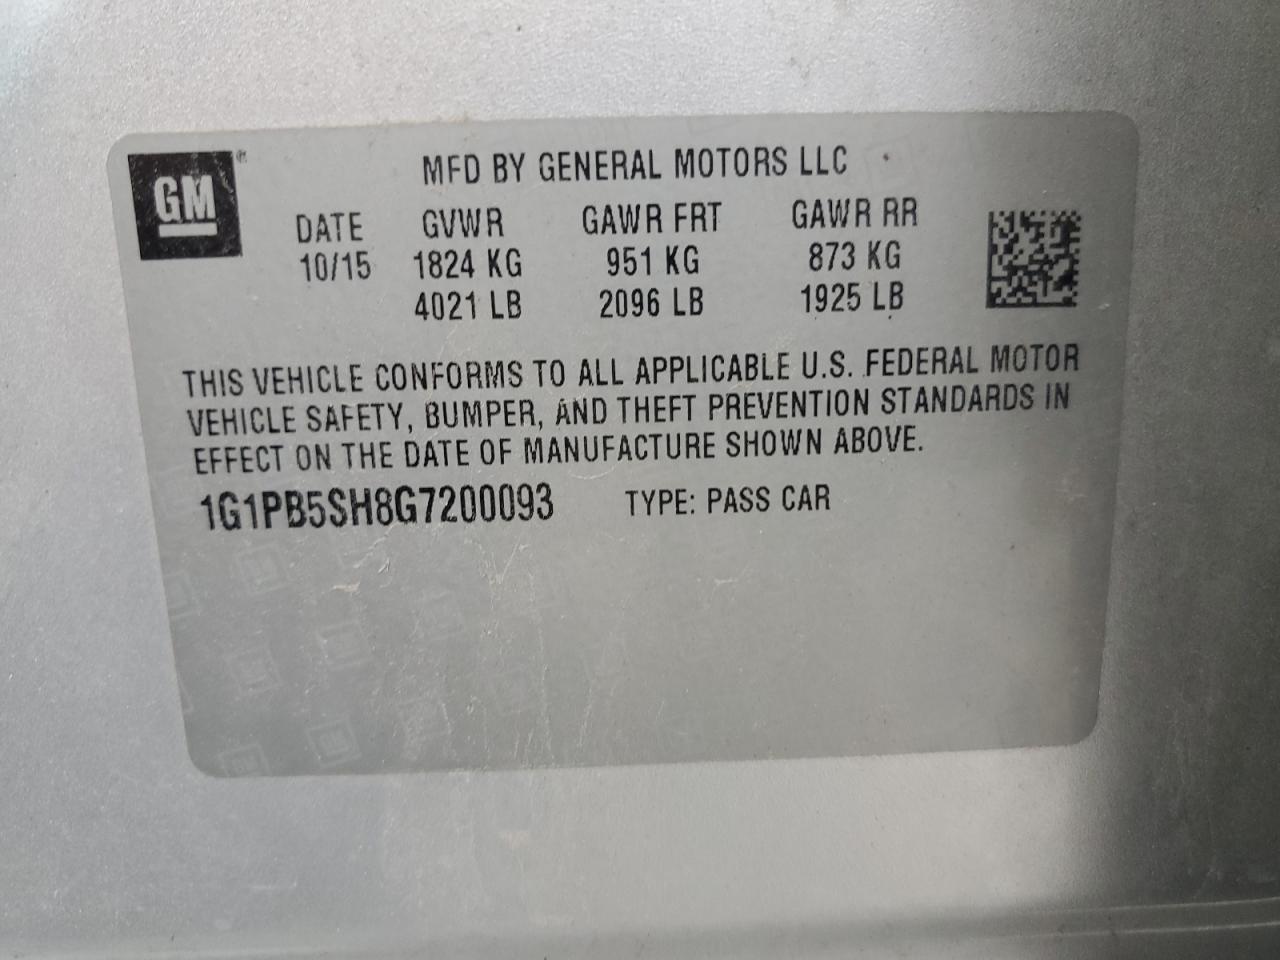 GM
MFD BY GENERAL MOTORS LLC
DATE GVWR GAWR FRT GAWR RR
10/15 1824 KG 951 KG 873 KG
4021 LB 2096 LB 1925 LB
THIS VEHICLE CONFORMS TO ALL APPLICABLE U.S. FEDERAL MOTOR
VEHICLE SAFETY, BUMPER, AND THEFT PREVENTION STANDARDS IN
EFFECT ON THE DATE OF MANUFACTURE SHOWN ABOVE.
1G1PB5SH8G7200093 TYPE: PASS CAR